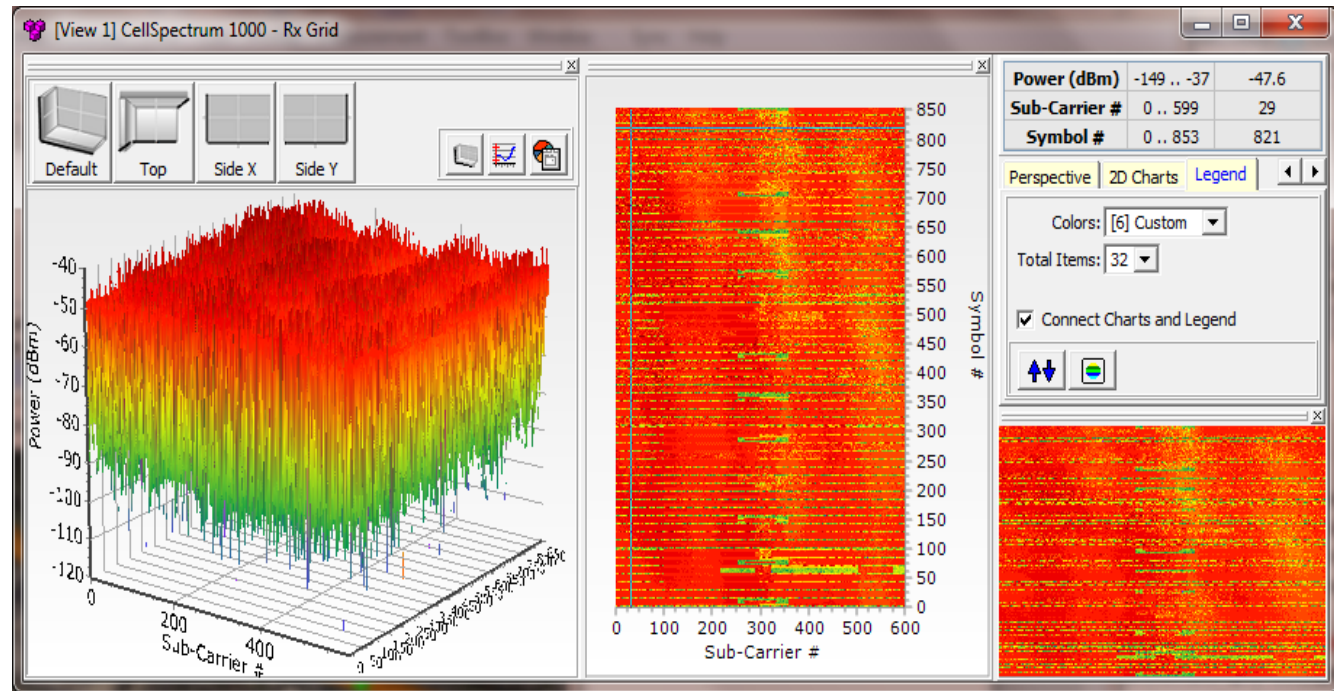 [View 1] CellSpectrum 1000 - Rx Grid
Default Top Side X Side Y
-40
-50
-60
-70
-80
-90
-100
-110
-120
Power (dBm)
0
200
400
Sub-Carrier #
850
800
750
700
650
600
550
500
450
400
350
300
250
200
150
100
50
0
Symbol #
0 100 200 300 400 500 600
Sub-Carrier #
Power (dBm) -149 .. -37 -47.6
Sub-Carrier # 0 .. 599 29
Symbol # 0 .. 853 821
Perspective 2D Charts Legend
Colors: [6] Custom
Total Items: 32
Connect Charts and Legend